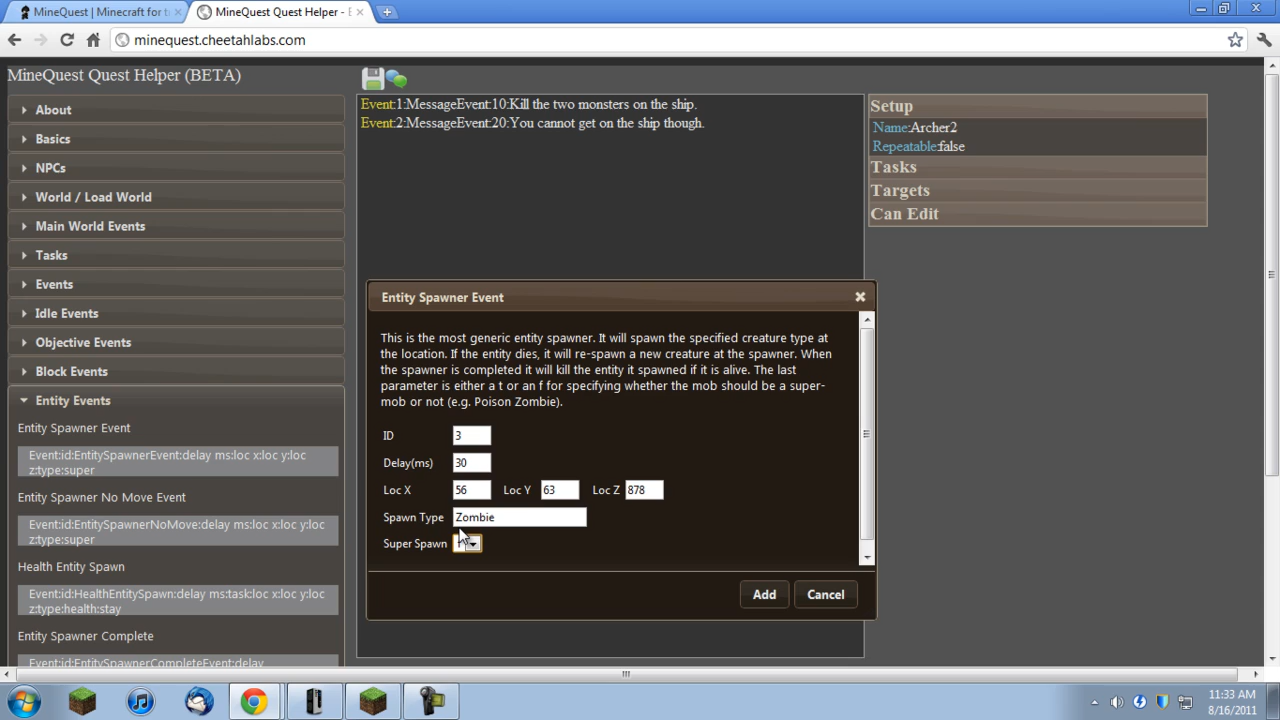 MineQuest | Minecraft for t
MineQuest Quest Helper - E
minequest.cheetahlabs.com
MineQuest Quest Helper (BETA)
About
Basics
NPCs
World / Load World
Main World Events
Tasks
Events
Idle Events
Objective Events
Block Events
Entity Events
Entity Spawner Event
Event:id:EntitySpawnerEvent:delay ms:loc x:loc y:loc
z:type:super
Entity Spawner No Move Event
Event:id:EntitySpawnerNoMove:delay ms:loc x:loc y:loc
z:type:super
Health Entity Spawn
Event:id:HealthEntitySpawn:delay ms:task:loc x:loc y:loc
z:type:health:stay
Entity Spawner Complete
Event:id:EntitySpawnerCompleteEvent:delay
Event:1:MessageEvent:10:Kill the two monsters on the ship.
Event:2:MessageEvent:20:You cannot get on the ship though.
Setup
Name:Archer2
Repeatable:false
Tasks
Targets
Can Edit
Entity Spawner Event
This is the most generic entity spawner. It will spawn the specified creature type at
the location. If the entity dies, it will re-spawn a new creature at the spawner. When
the spawner is completed it will kill the entity it spawned if it is alive. The last
parameter is either a t or an f for specifying whether the mob should be a super-
mob or not (e.g. Poison Zombie).
ID 3
Delay(ms) 30
Loc X 56 Loc Y 63 Loc Z 878
Spawn Type Zombie
Super Spawn
Add Cancel
11:33 AM
8/16/2011